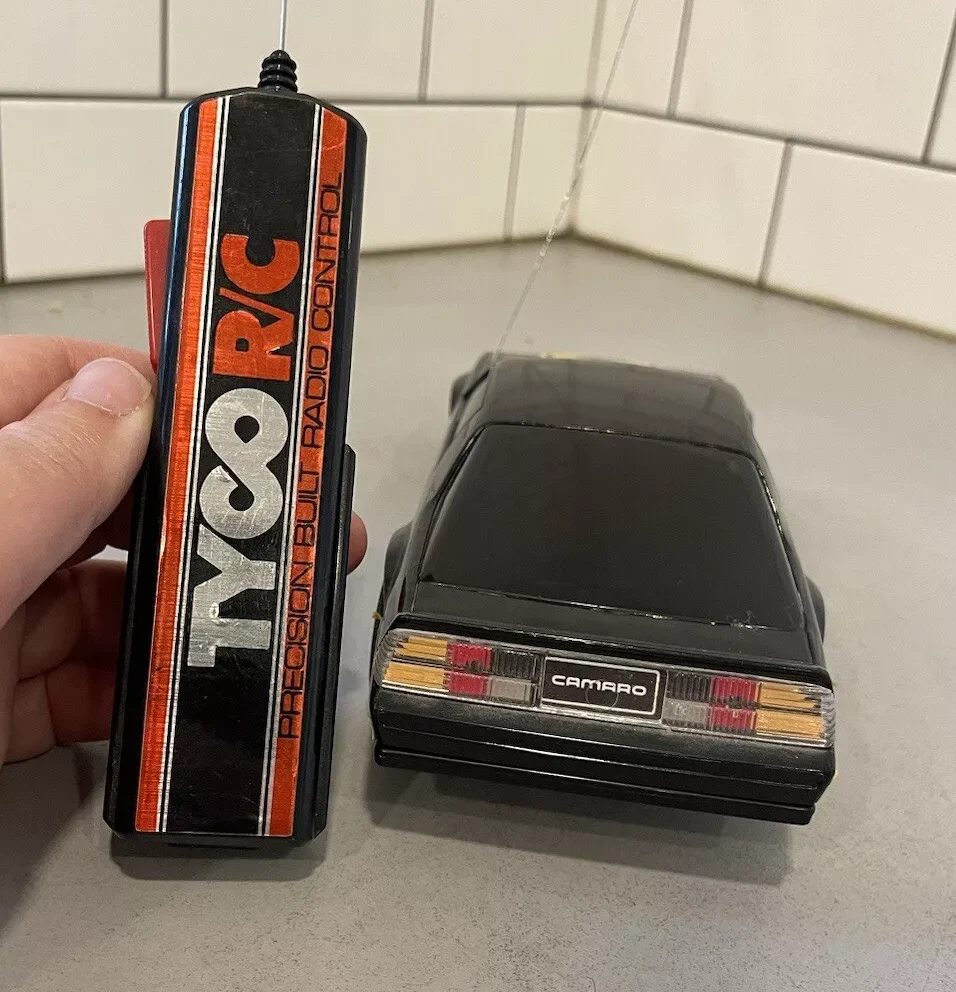 TYCO R/C
PRECISION BUILT RADIO CONTROL
CAMARO